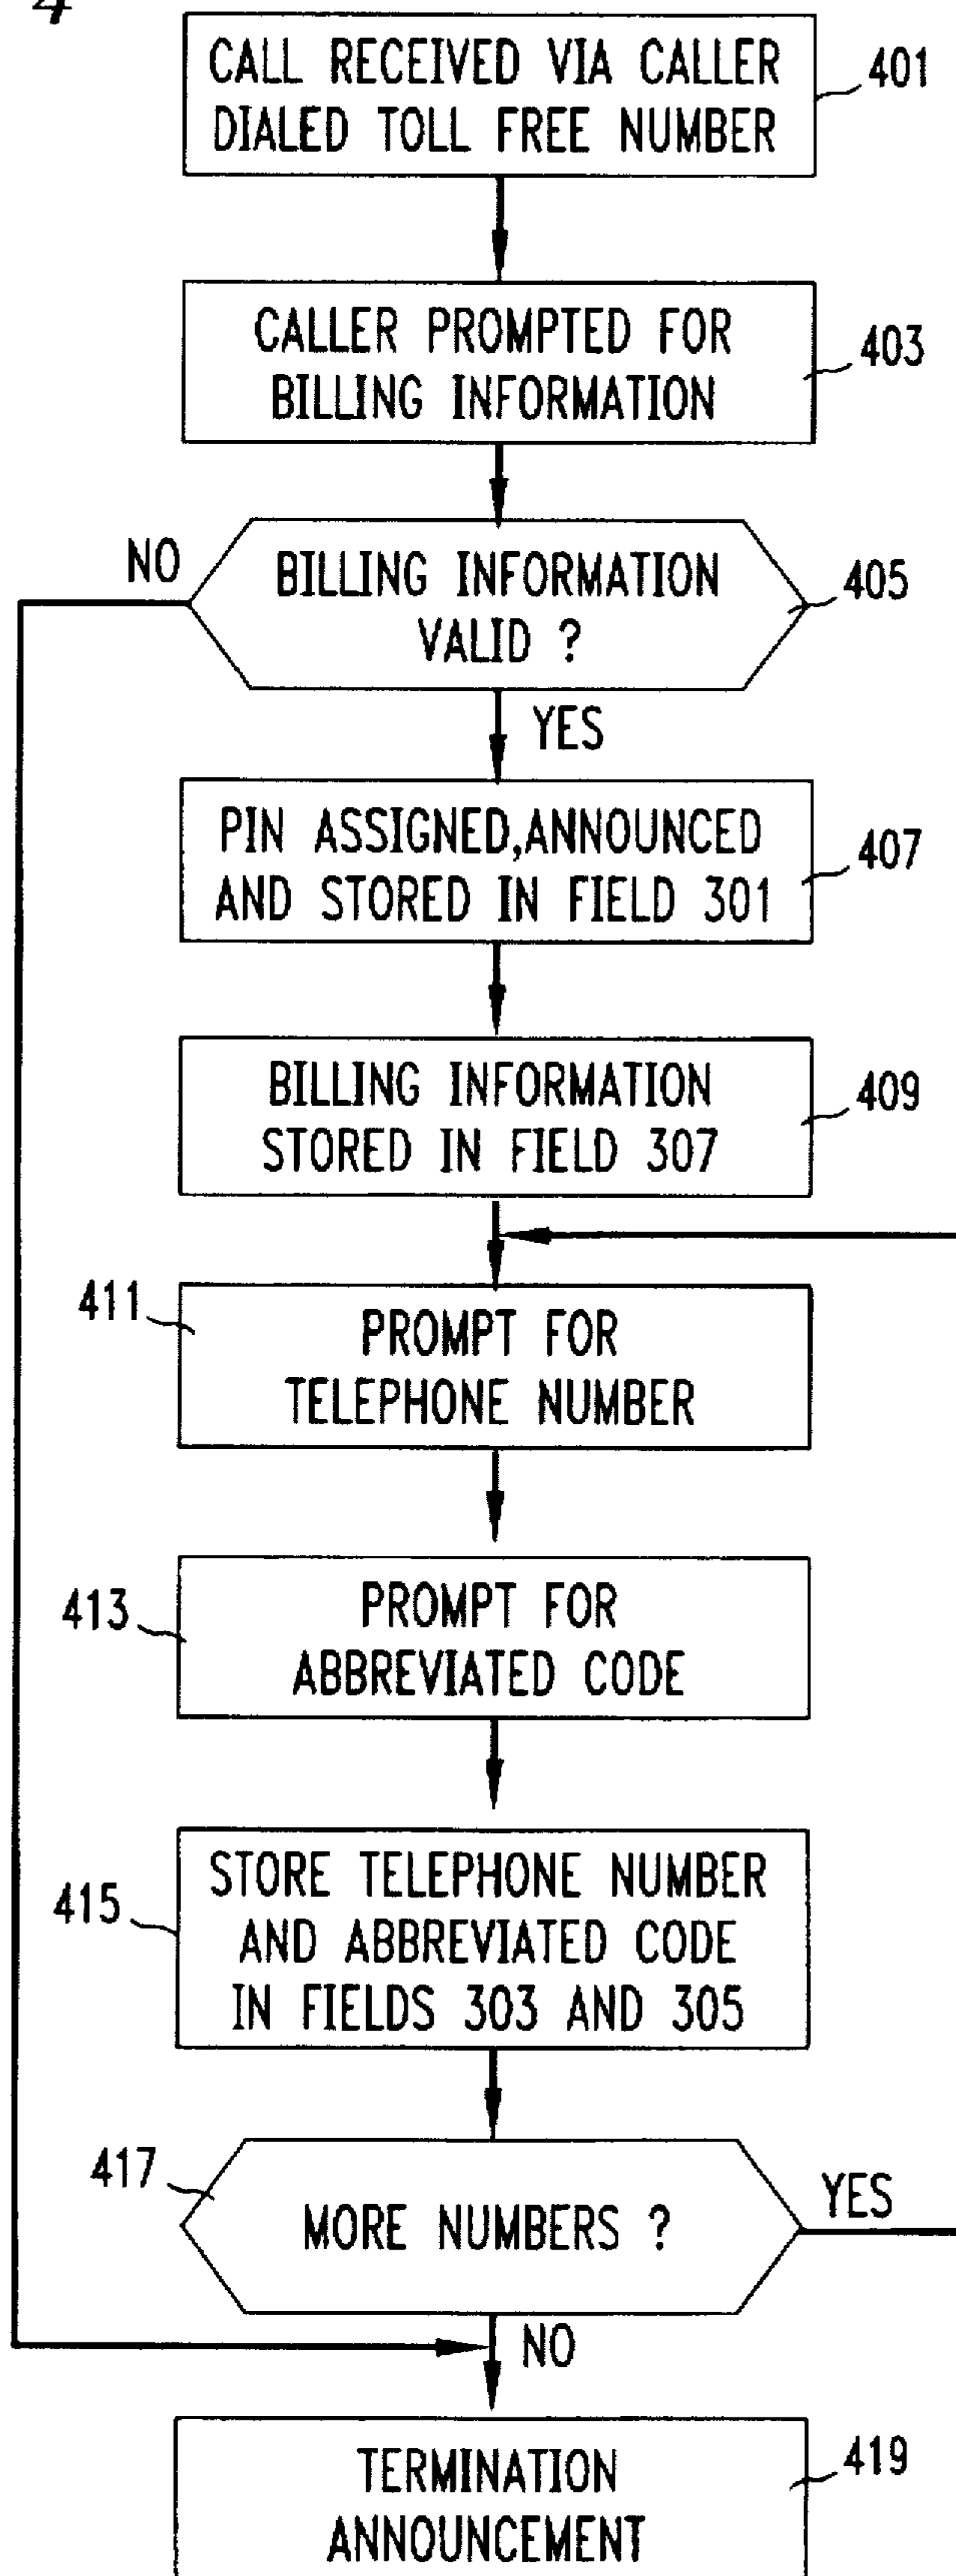 4
CALL RECEIVED VIA CALLER
DIALED TOLL FREE NUMBER
401
CALLER PROMPTED FOR
BILLING INFORMATION
403
NO
BILLING INFORMATION
VALID ?
405
YES
PIN ASSIGNED,ANNOUNCED
AND STORED IN FIELD 301
407
BILLING INFORMATION
STORED IN FIELD 307
409
411
PROMPT FOR
TELEPHONE NUMBER
413
PROMPT FOR
ABBREVIATED CODE
415
STORE TELEPHONE NUMBER
AND ABBREVIATED CODE
IN FIELDS 303 AND 305
417
MORE NUMBERS ?
YES
NO
TERMINATION
ANNOUNCEMENT
419